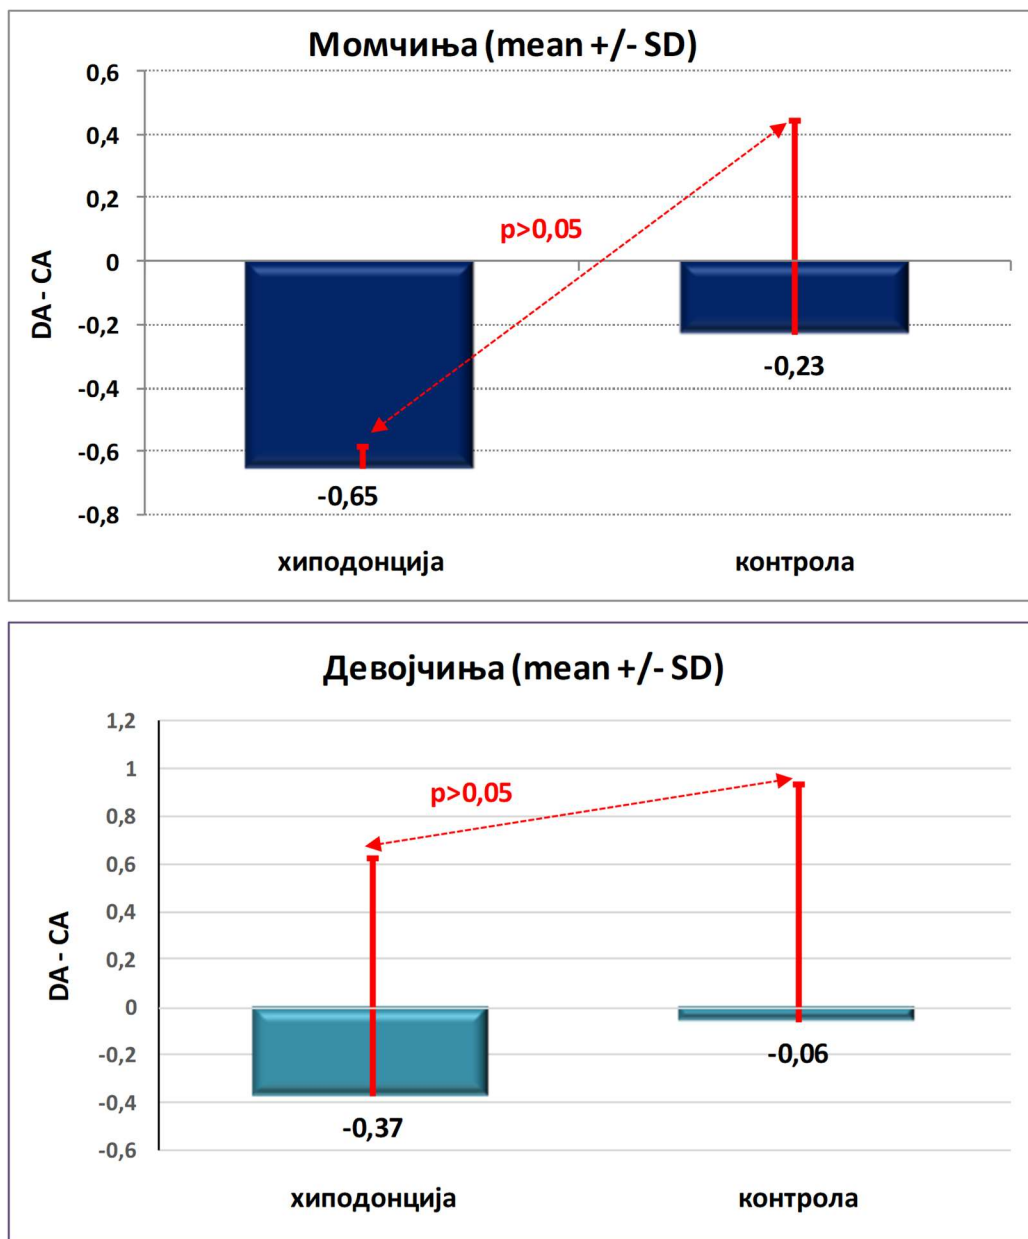 Момчиња (mean +/- SD)
0,6
0,4
0,2
0
-0,2
-0,4
-0,6
-0,8
DA - CA
p>0,05
-0,65
-0,23
хиподонција
контрола
Девојчиња (mean +/- SD)
1,2
1
0,8
0,6
0,4
0,2
0
-0,2
-0,4
-0,6
DA - CA
p>0,05
-0,37
-0,06
хиподонција
контрола